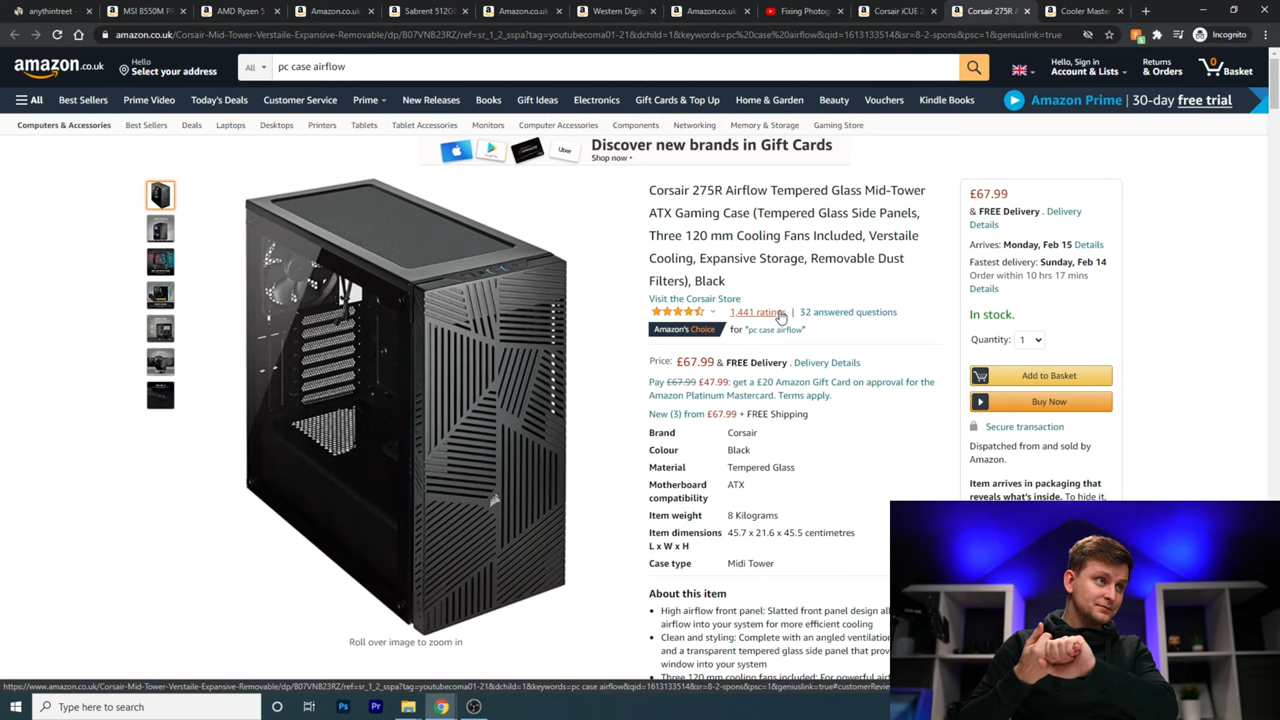 anythintreet -
MSI B550M PR
AMD Ryzen 5
pc case
Sabrent 512G
Amazon.co.u
Western Digit
Amazon.co.u
Fixing Photog
Corsair iCUE 2
Corsair 275R A
Cooler Master
amazon.co.uk/Corsair-Mid-Tower-Verstaile-Expansive-Removable/dp/B07VNB23RZ/ref=sr_1_2_sspa?tag=youtubecoma01-21&dchild=1&keywords=pc%20case%20airflow&qid=1613133514&sr=8-2-spons&psc=1&geniuslink=true
Incognito
amazon.co.uk
Hello
Select your address
All
pc case airflow
Hello, Sign in
Account & Lists
Returns
& Orders
0
Basket
All
Best Sellers
Prime Video
Today's Deals
Customer Service
Prime
New Releases
Books
Gift Ideas
Electronics
Gift Cards & Top Up
Home & Garden
Beauty
Vouchers
Kindle Books
Amazon Prime | 30-day free trial
Computers & Accessories
Best Sellers
Deals
Laptops
Desktops
Printers
Tablets
Tablet Accessories
Monitors
Computer Accessories
Components
Networking
Memory & Storage
Gaming Store
Uber
Discover new brands in Gift Cards
Shop now
Corsair 275R Airflow Tempered Glass Mid-Tower
ATX Gaming Case (Tempered Glass Side Panels,
Three 120 mm Cooling Fans Included, Verstaile
Cooling, Expansive Storage, Removable Dust
Filters), Black
Visit the Corsair Store
1,441 ratings | 32 answered questions
Amazon's Choice for "pc case airflow"
Price: £67.99 & FREE Delivery . Delivery Details
Pay £67.99 £47.99: get a £20 Amazon Gift Card on approval for the
Amazon Platinum Mastercard. Terms apply.
New (3) from £67.99 + FREE Shipping
Brand Corsair
Colour Black
Material Tempered Glass
Motherboard ATX
compatibility
Item weight 8 Kilograms
Item dimensions 45.7 x 21.6 x 45.5 centimetres
L x W x H
Case type Midi Tower
About this item
High airflow front panel: Slatted front panel design all
airflow into your system for more efficient cooling
Clean and styling: Complete with an angled ventilation
and a transparent tempered glass side panel that prov
window into your system
Three 120 mm cooling fans included: For powerful air
£67.99
& FREE Delivery . Delivery
Details
Arrives: Monday, Feb 15 Details
Fastest delivery: Sunday, Feb 14
Order within 10 hrs 17 mins
Details
In stock.
Quantity: 1
Add to Basket
Buy Now
Secure transaction
Dispatched from and sold by
Amazon.
Item arrives in packaging that
reveals what's inside. To hide it,
Roll over image to zoom in
https://www.amazon.co.uk/Corsair-Mid-Tower-Verstaile-Expansive-Removable/dp/B07VNB23RZ/ref=sr_1_2_sspa?tag=youtubecoma01-21&dchild=1&keywords=pc case airflow&qid=1613133514&sr=8-2-spons&psc=1&geniuslink=true#customerRevie
Type here to search
Ps
Pr